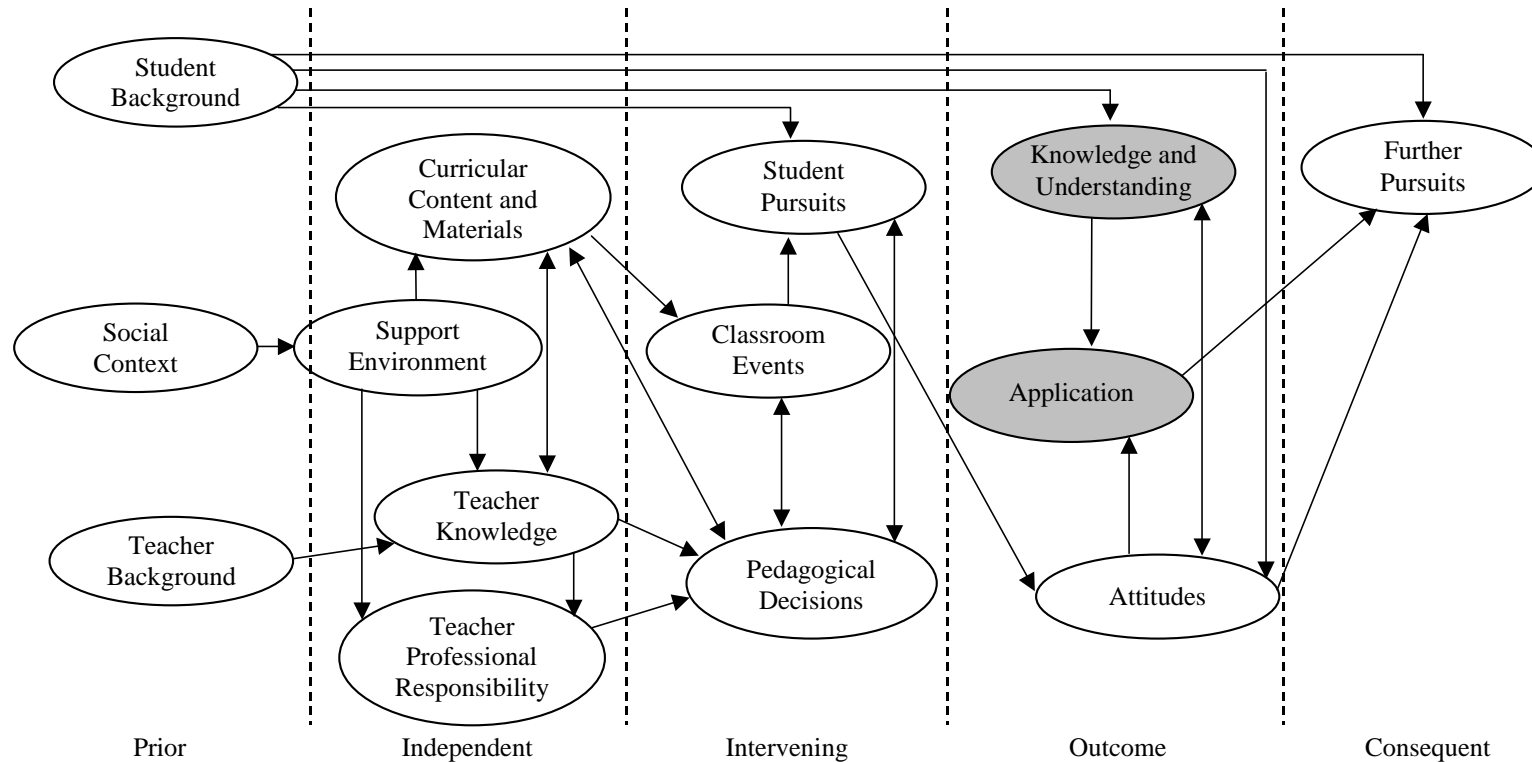 Student
Background
Curricular
Content and
Materials
Student
Pursuits
Knowledge and
Understanding
Further
Pursuits
Social
Context
Support
Environment
Classroom
Events
Application
Teacher
Background
Teacher
Knowledge
Teacher
Professional
Responsibility
Pedagogical
Decisions
Attitudes
Prior
Independent
Intervening
Outcome
Consequent